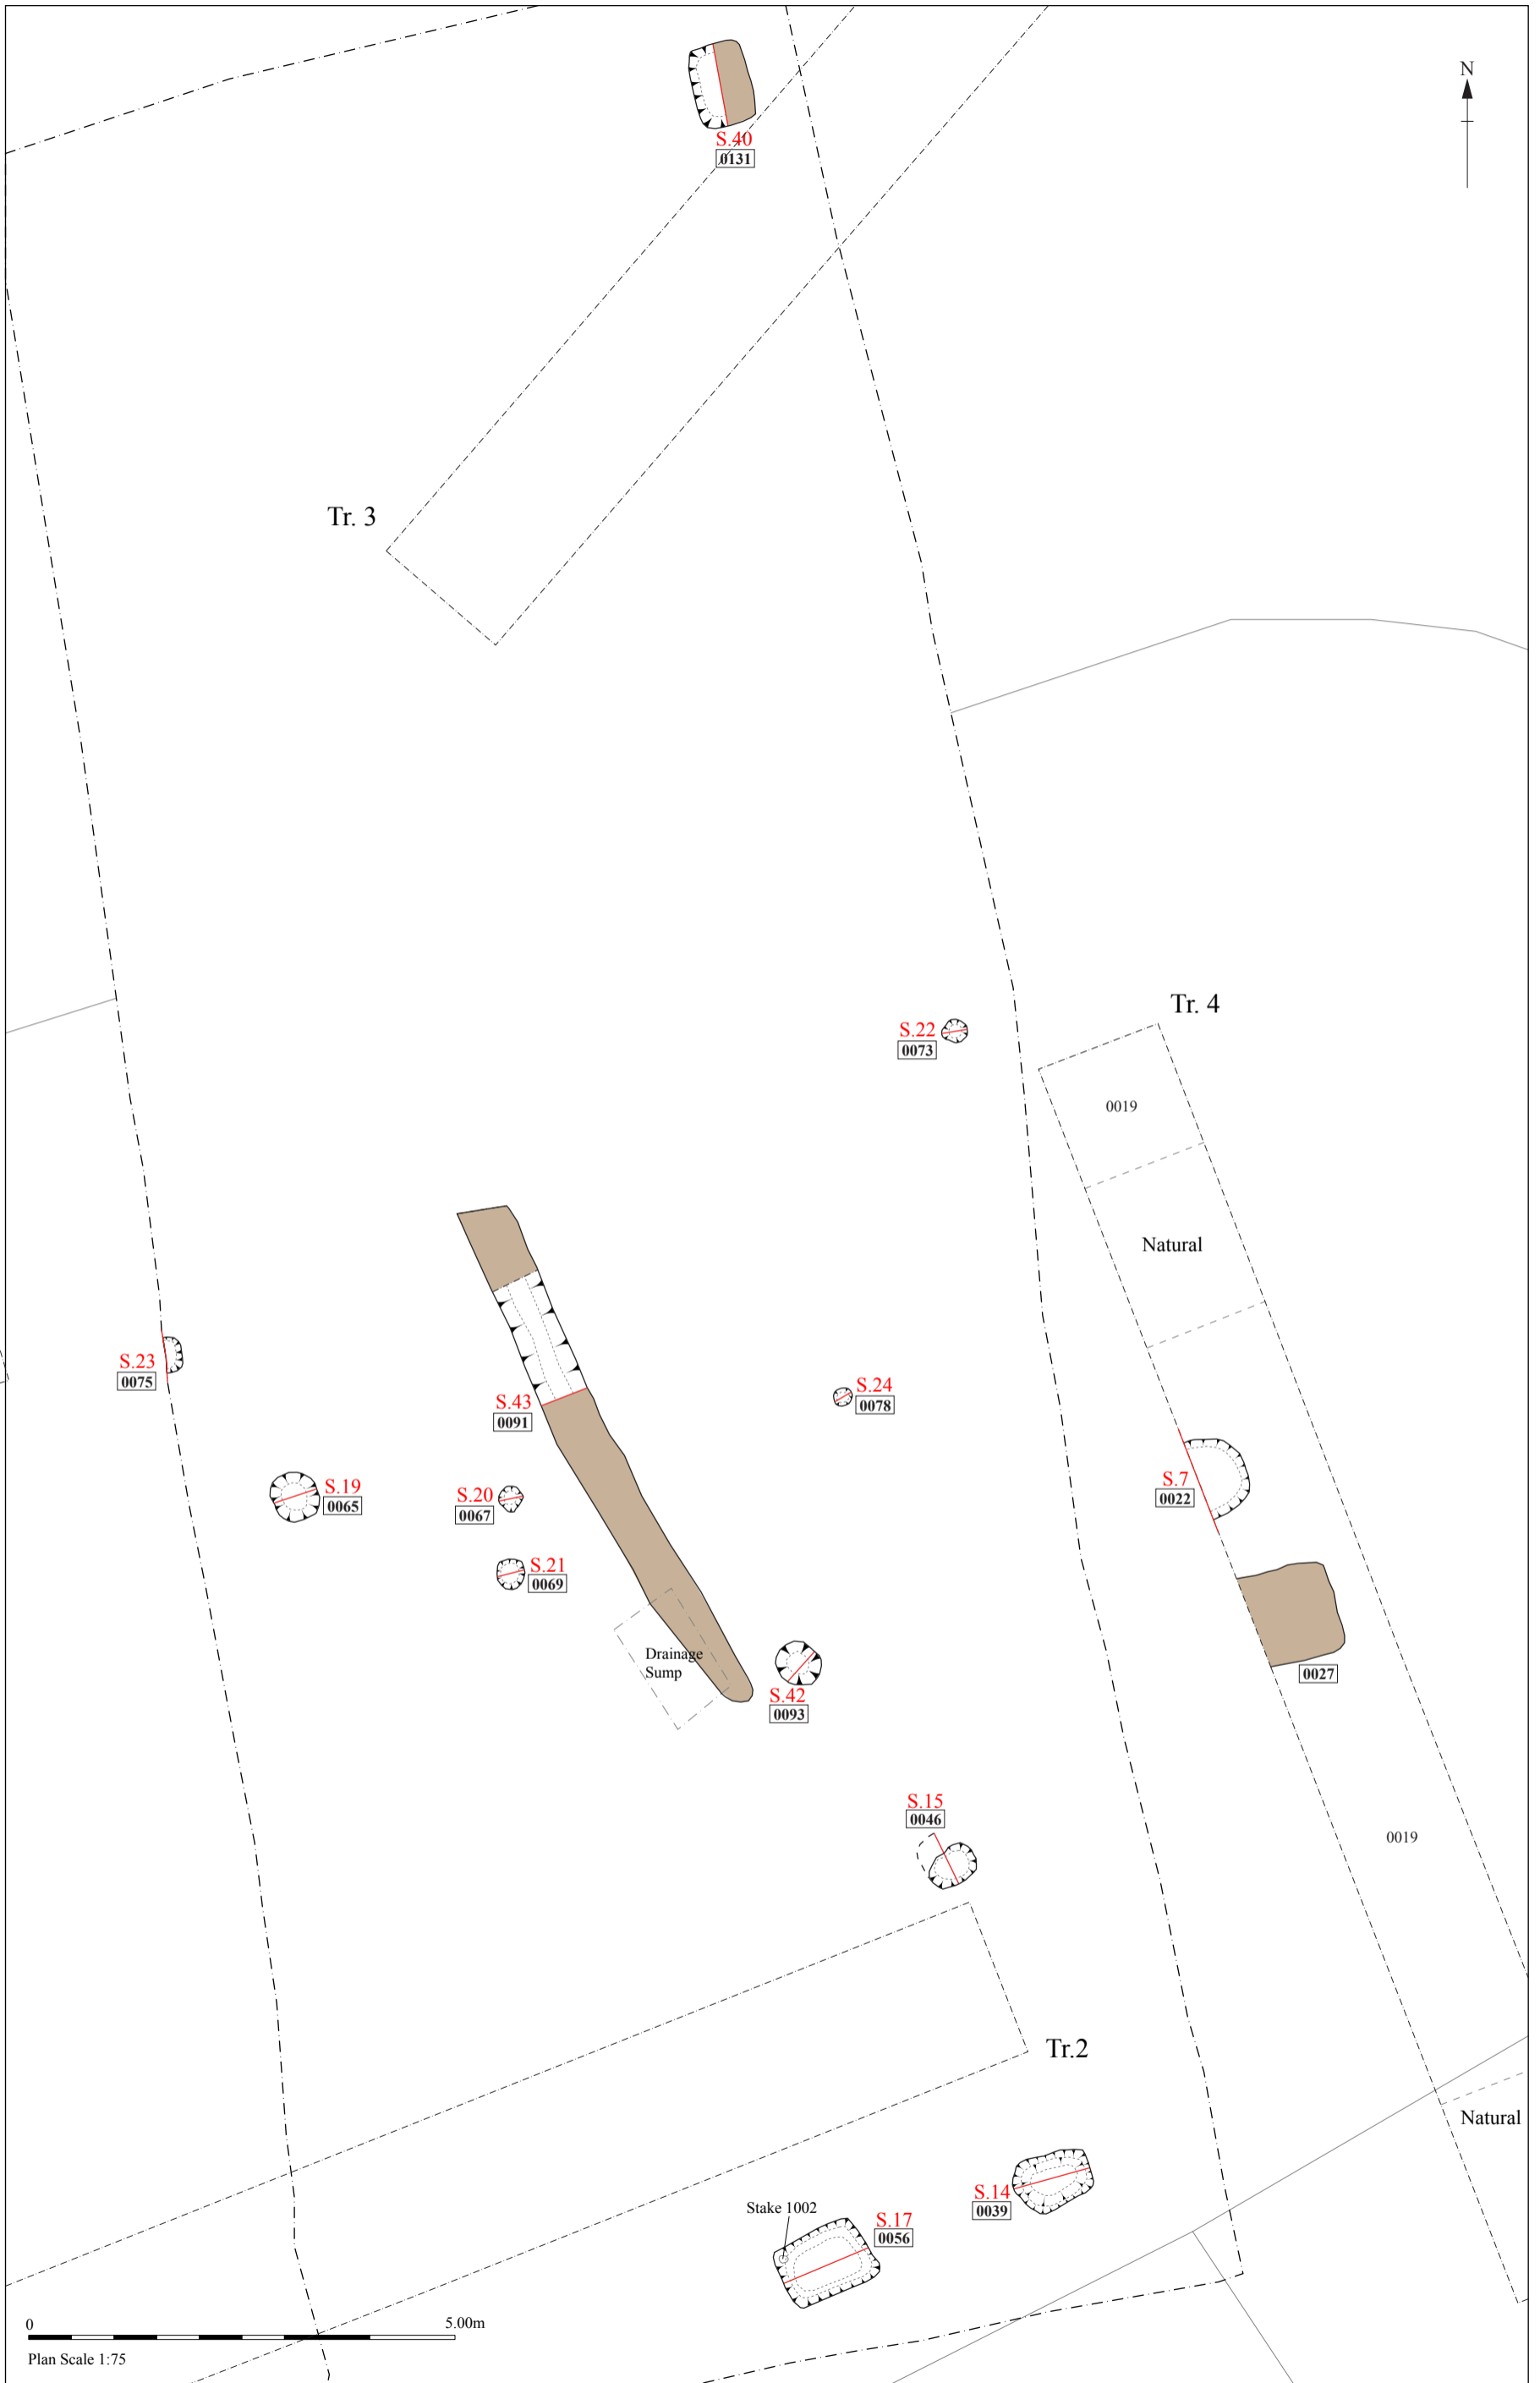 N
S.40
0131
Tr. 3
Tr. 4
S.22
0073
0019
Natural
S.23
0075
S.43
0091
S.24
0078
S.19
0065
S.20
0067
S.7
0022
S.21
0069
Drainage
Sump
0027
S.42
0093
S.15
0046
0019
Tr.2
Natural
S.14
0039
Stake 1002
S.17
0056
0
5.00m
Plan Scale 1:75